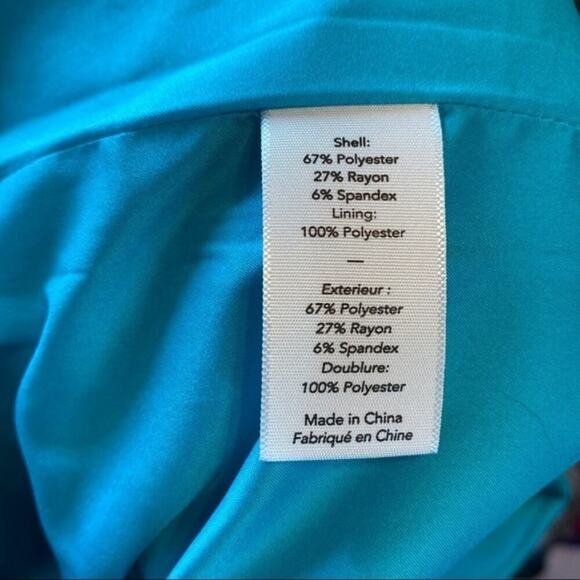 Shell:
67% Polyester
27% Rayon
6% Spandex
Lining:
100% Polyester
—
Exterieur :
67% Polyester
27% Rayon
6% Spandex
Doublure:
100% Polyester
Made in China
Fabriqué en Chine